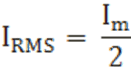 I_RMS = I_m / 2